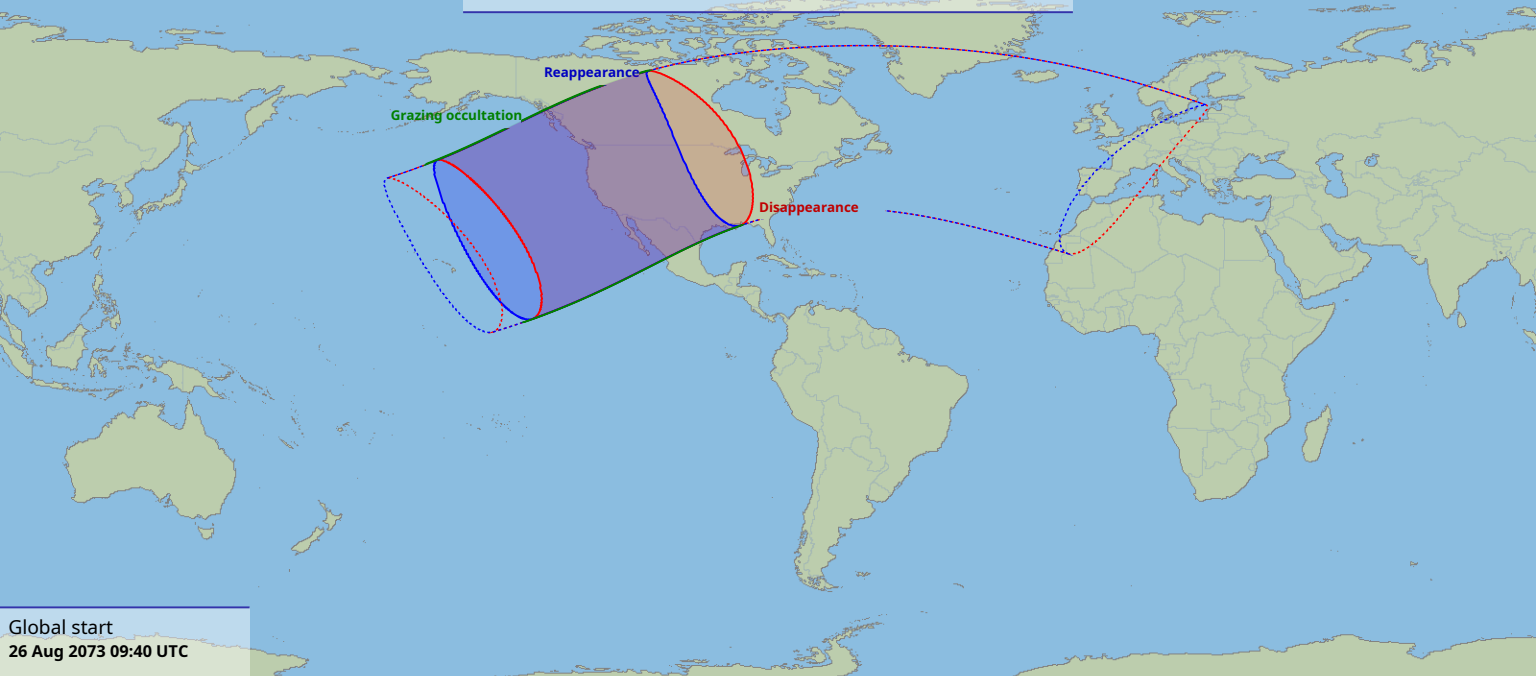 Reappearance
Grazing occultation
Disappearance
Global start
26 Aug 2073 09:40 UTC